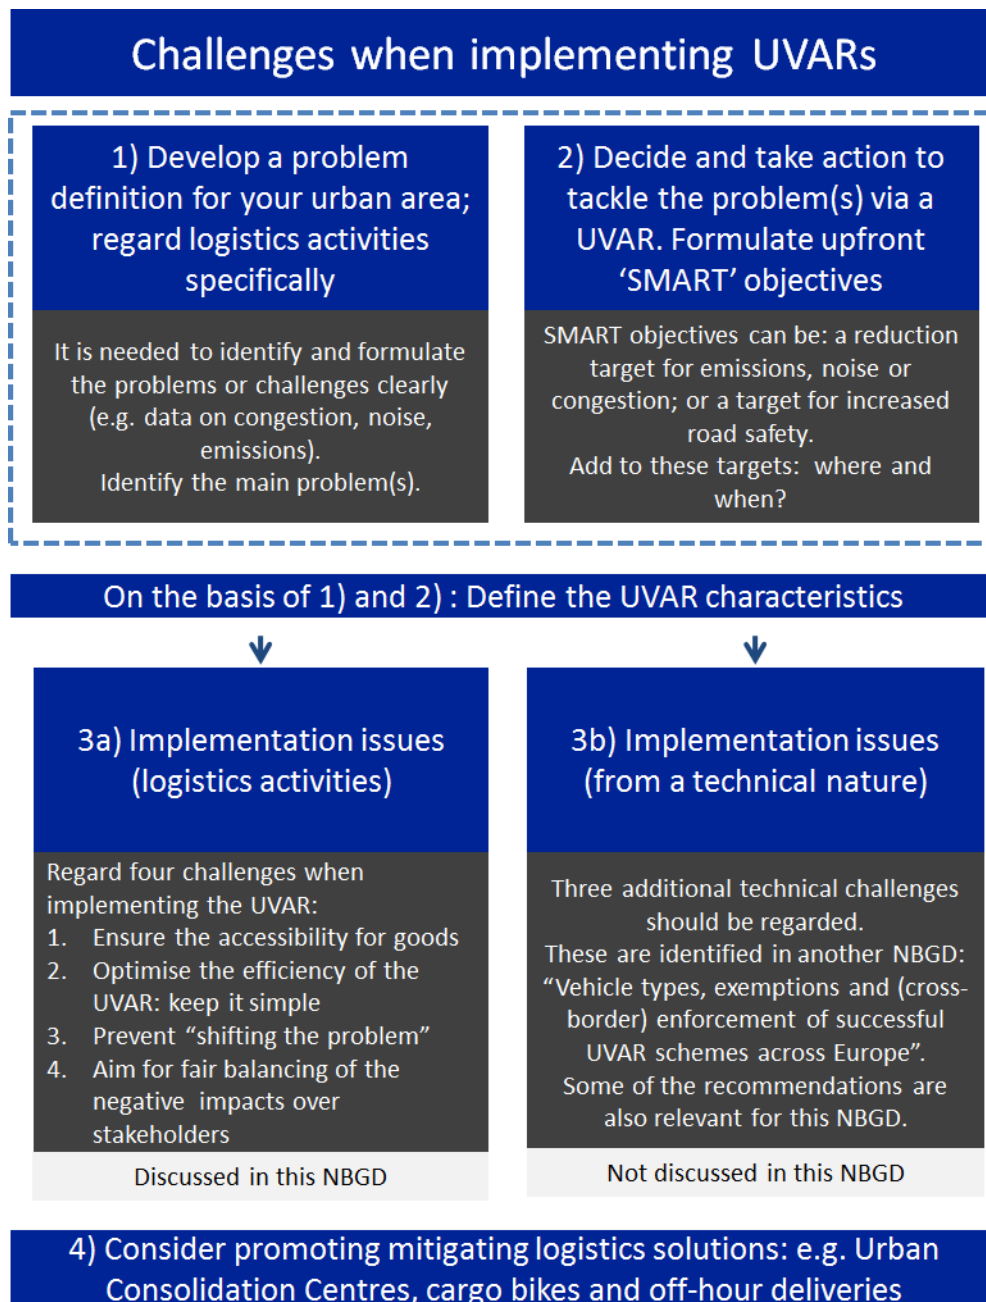 Challenges when implementing UVARs
1) Develop a problem
definition for your urban area;
regard logistics activities
specifically
It is needed to identify and formulate
the problems or challenges clearly
(e.g. data on congestion, noise,
emissions).
Identify the main problem(s).
2) Decide and take action to
tackle the problem(s) via a
UVAR. Formulate upfront
‘SMART’ objectives
SMART objectives can be: a reduction
target for emissions, noise or
congestion; or a target for increased
road safety.
Add to these targets: where and
when?
On the basis of 1) and 2) : Define the UVAR characteristics
3a) Implementation issues
(logistics activities)
Regard four challenges when
implementing the UVAR:
1. Ensure the accessibility for goods
2. Optimise the efficiency of the
UVAR: keep it simple
3. Prevent “shifting the problem”
4. Aim for fair balancing of the
negative impacts over
stakeholders
Discussed in this NBGD
3b) Implementation issues
(from a technical nature)
Three additional technical challenges
should be regarded.
These are identified in another NBGD:
“Vehicle types, exemptions and (cross-
border) enforcement of successful
UVAR schemes across Europe”.
Some of the recommendations are
also relevant for this NBGD.
Not discussed in this NBGD
4) Consider promoting mitigating logistics solutions: e.g. Urban
Consolidation Centres, cargo bikes and off-hour deliveries